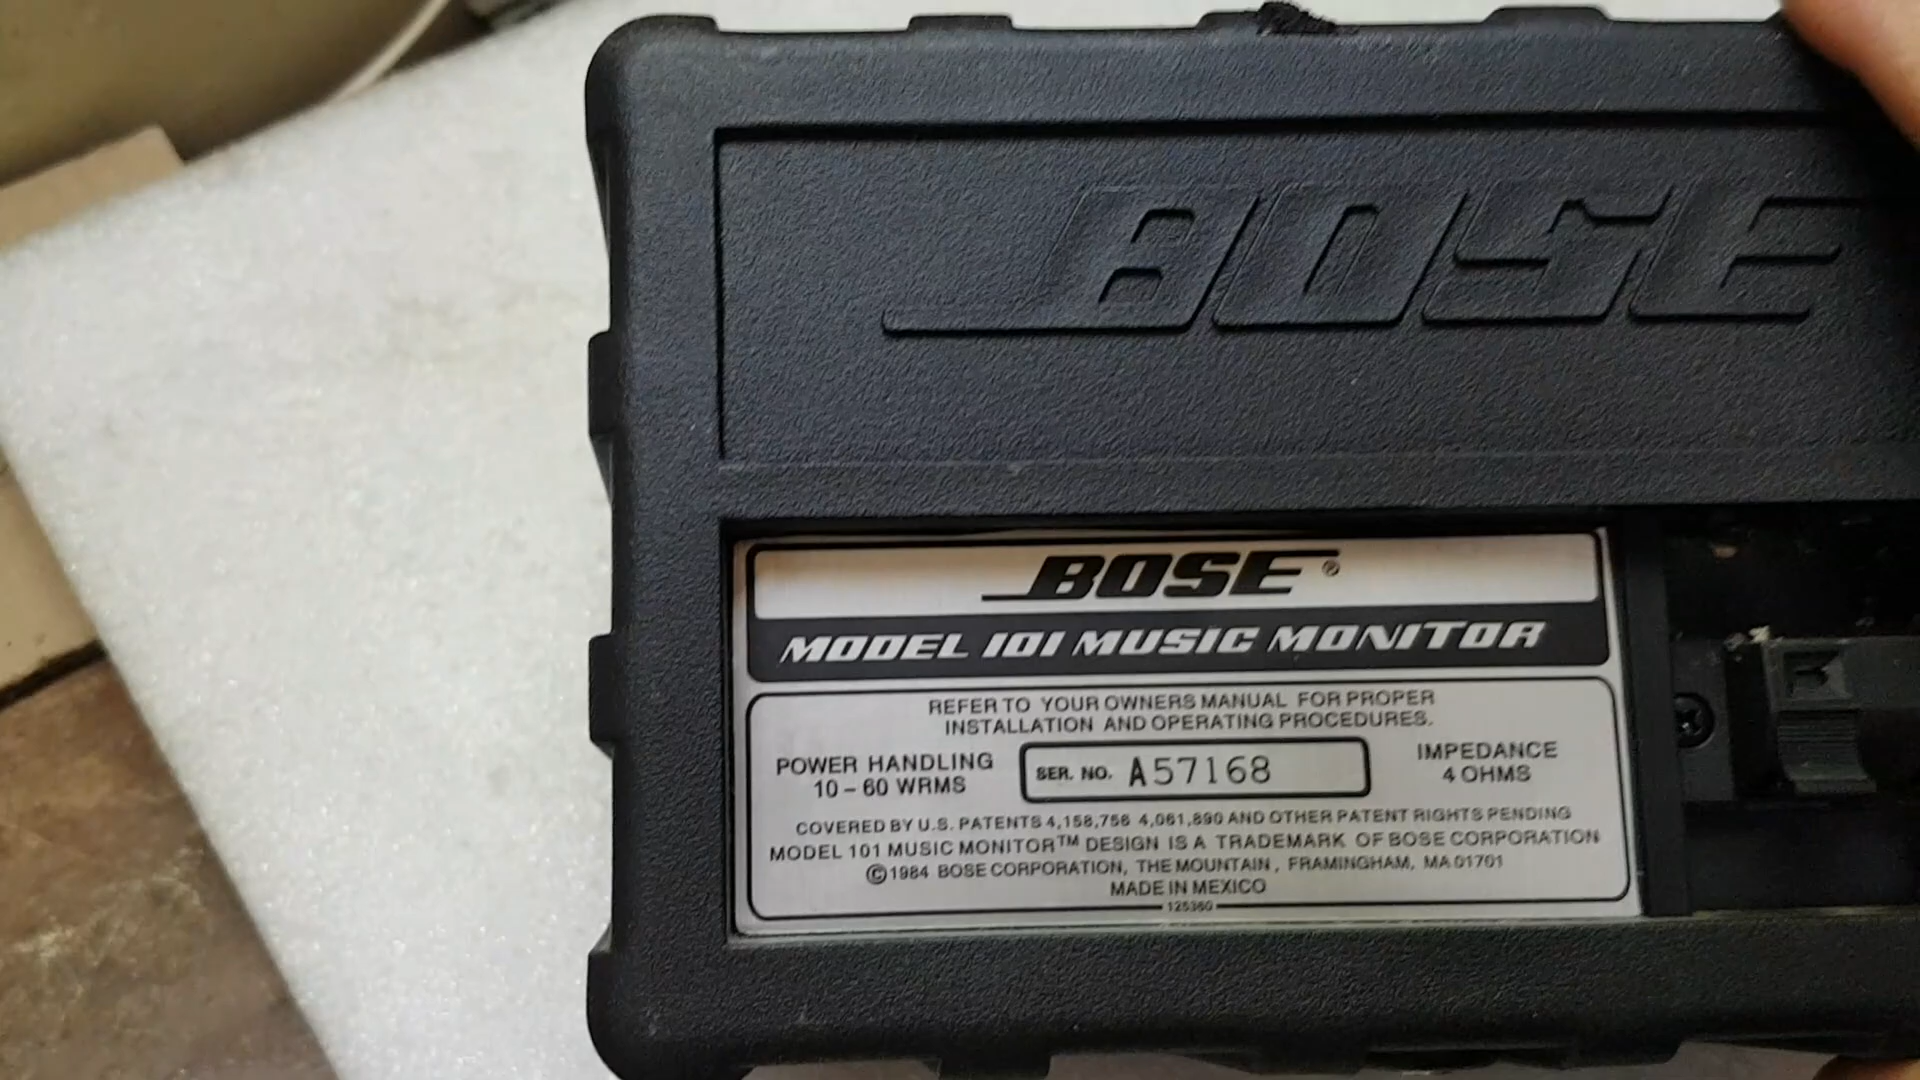 BOSE
BOSE®
MODEL 101 MUSIC MONITOR
REFER TO YOUR OWNERS MANUAL FOR PROPER
INSTALLATION AND OPERATING PROCEDURES.
POWER HANDLING
10 – 60 WRMS
SER. NO. A57168
IMPEDANCE
4 OHMS
COVERED BY U.S. PATENTS 4,158,756 4,061,890 AND OTHER PATENT RIGHTS PENDING
MODEL 101 MUSIC MONITOR™ DESIGN IS A TRADEMARK OF BOSE CORPORATION
©1984 BOSE CORPORATION, THE MOUNTAIN, FRAMINGHAM, MA 01701
MADE IN MEXICO
125360